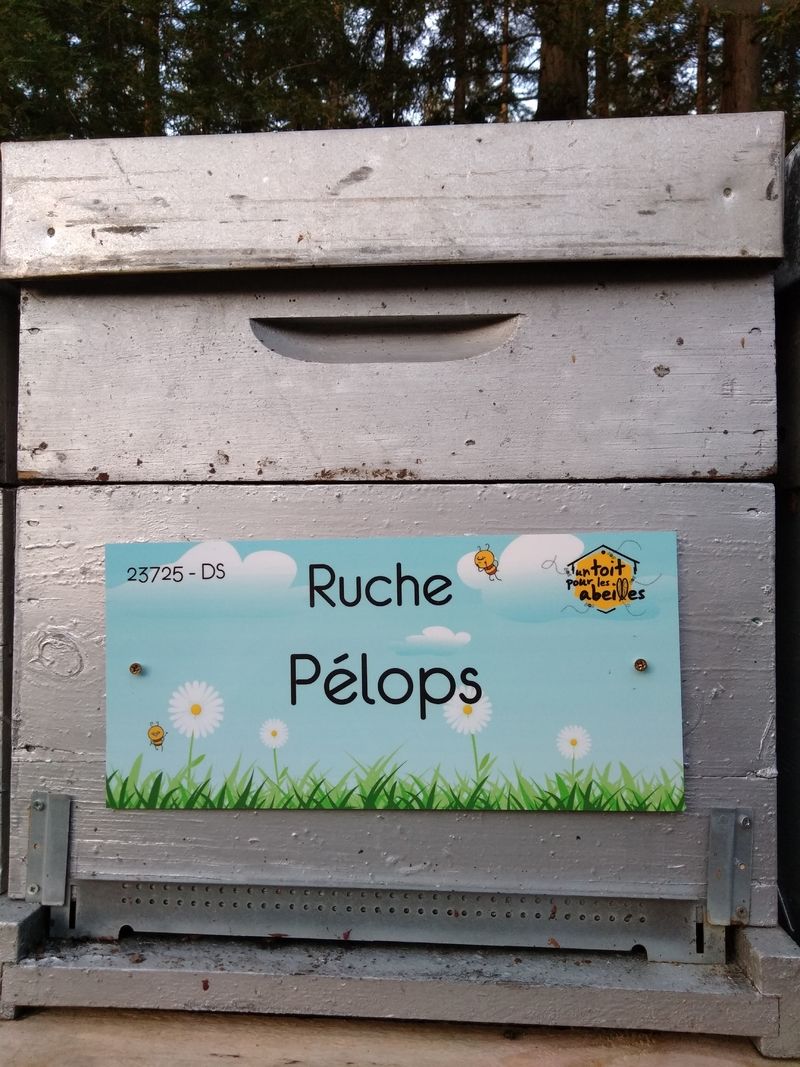 23725 - DS
Ruche
Pélops
un toit
pour les
abeilles